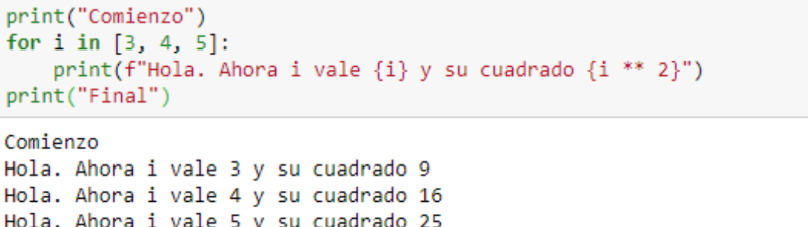 print("Comienzo")
for i in [3, 4, 5]:
    print(f"Hola. Ahora i vale {i} y su cuadrado {i ** 2}")
print("Final")
Comienzo
Hola. Ahora i vale 3 y su cuadrado 9
Hola. Ahora i vale 4 y su cuadrado 16
Hola. Ahora i vale 5 y su cuadrado 25